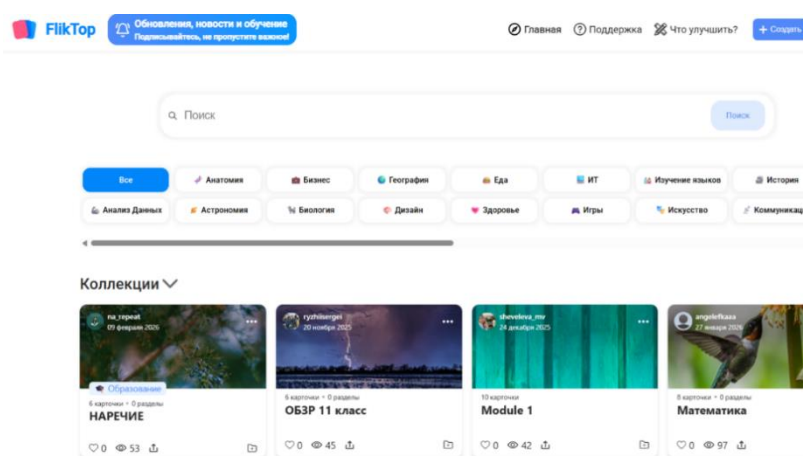 FlikTop
Обновления, новости и обучение
Подписывайтесь, не пропустите важное!
Главная
Поддержка
Что улучшить?
+ Создать
Поиск
Поиск
Все
Анатомия
Бизнес
География
Еда
ИТ
Изучение языков
История
Анализ Данных
Астрономия
Биология
Дизайн
Здоровье
Игры
Искусство
Коммуникац
Коллекции
na_repeat
09 февраля 2026
ryzhiisergei
20 ноября 2025
sheveleva_mv
24 декабря 2025
angelefkaaa
27 января 2026
Образование
6 карточки • 0 разделы
НАРЕЧИЕ
6 карточки • 0 разделы
ОБЗР 11 класс
10 карточки
Module 1
8 карточки • 0 разделы
Математика
0 53
0 45
0 42
0 97